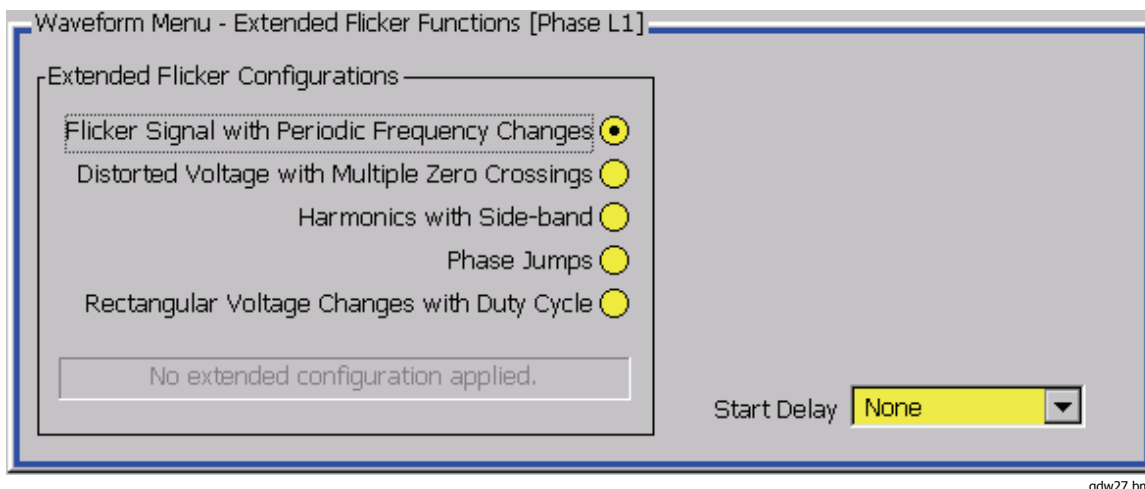 Waveform Menu - Extended Flicker Functions [Phase L1]
Extended Flicker Configurations
Flicker Signal with Periodic Frequency Changes
Distorted Voltage with Multiple Zero Crossings
Harmonics with Side-band
Phase Jumps
Rectangular Voltage Changes with Duty Cycle
No extended configuration applied.
Start Delay None